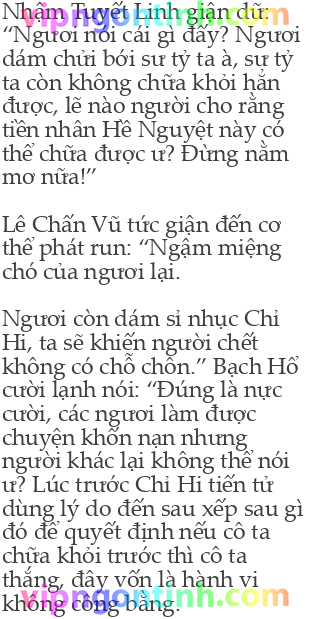 Nhậm Tuyết Linh giận dữ:
“Ngươi nói cái gì đấy? Ngươi
dám chửi bới sư tỷ ta à, sư tỷ
ta còn không chữa khỏi hẳn
được, lẽ nào người cho rằng
tiền nhân Hề Nguyệt này có
thể chữa được ư? Đừng nằm
mơ nữa!”
Lê Chấn Vũ tức giận đến cơ
thể phát run: “Ngậm miệng
chó của ngươi lại.
Ngươi còn dám sỉ nhục Chỉ
Hi, ta sẽ khiến người chết
không có chỗ chôn.” Bạch Hổ
cười lạnh nói: “Đúng là nực
cười, các ngươi làm được
chuyện khốn nạn nhưng
người khác lại không thể nói
ư? Lúc trước Chỉ Hi tiến tử
dùng lý do đến sau xếp sau gì
đó để quyết định nếu cô ta
chữa khỏi trước thì cô ta
thắng, đây vốn là hành vi
không công bằng.
vipngontinh.com
vipngontinh.com